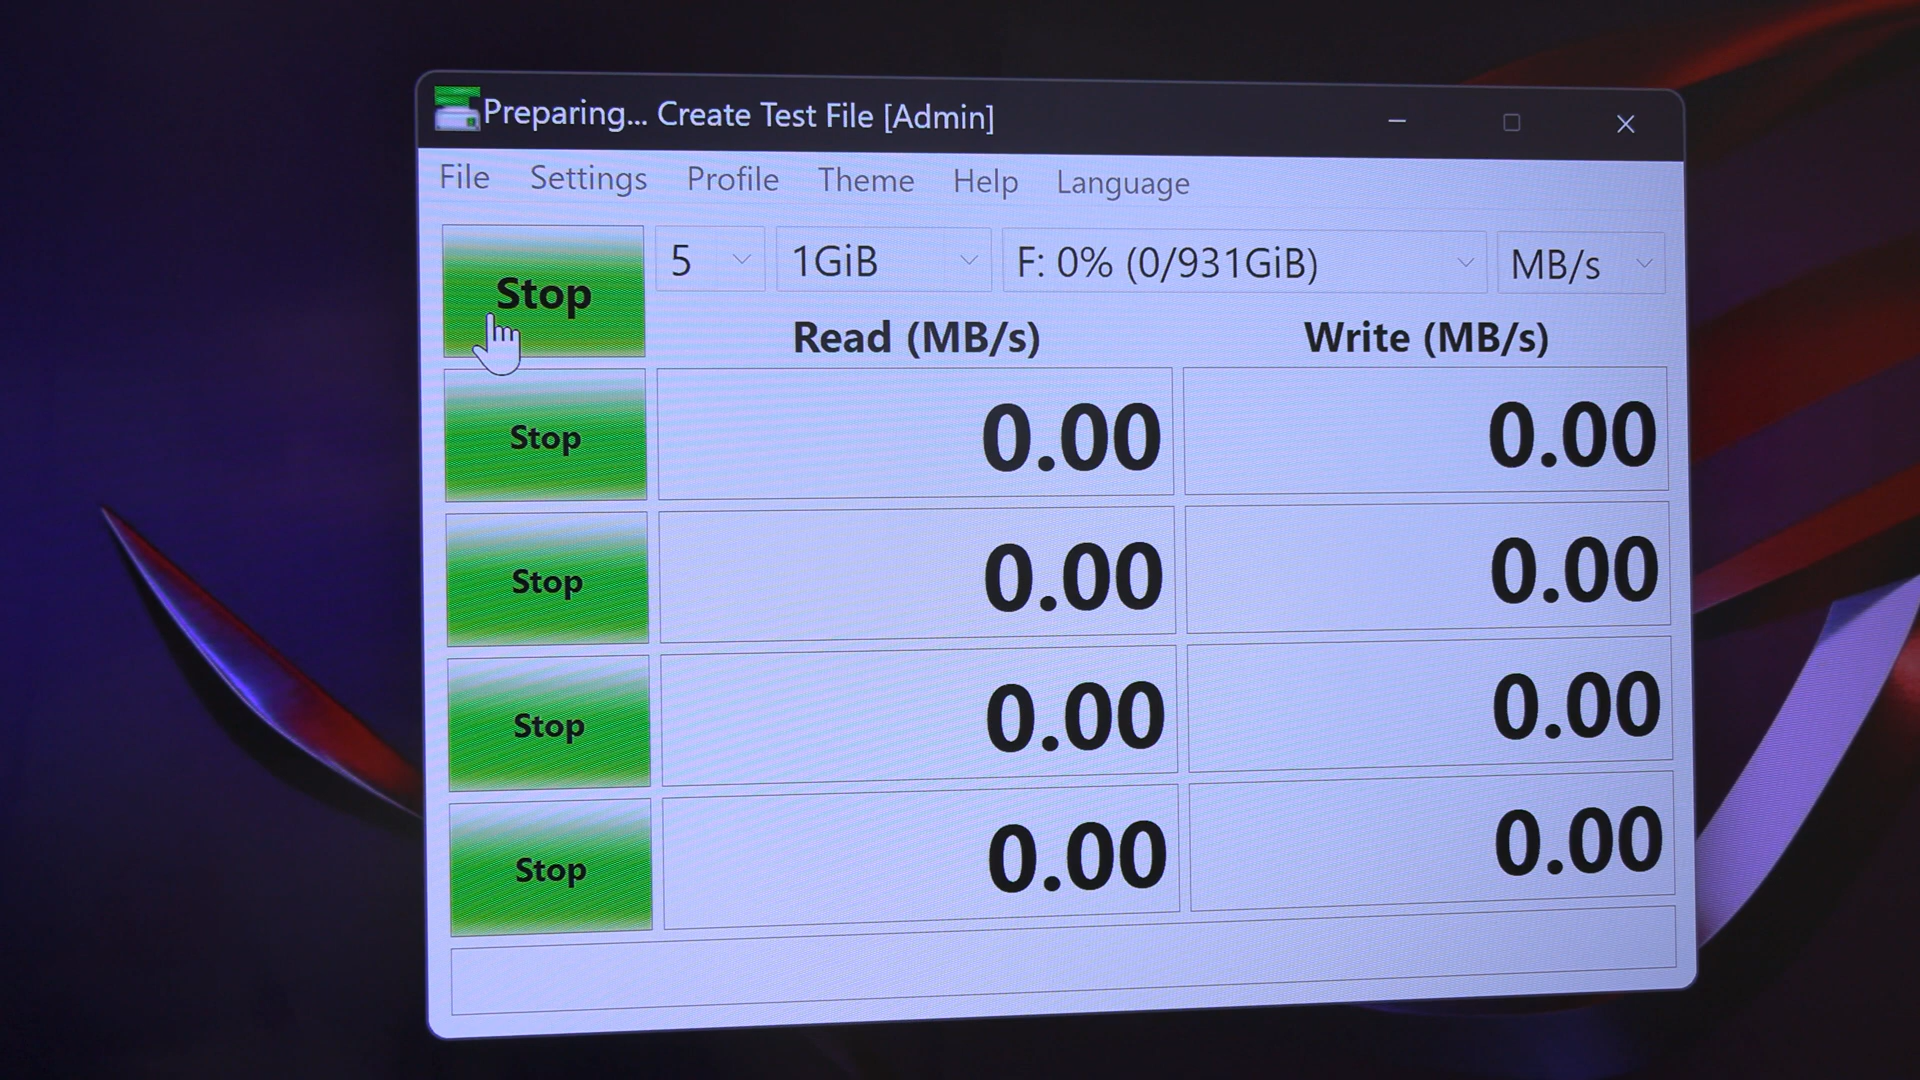 Preparing... Create Test File [Admin]
File Settings Profile Theme Help Language
Stop 5 1GiB F: 0% (0/931GiB) MB/s
Read (MB/s) Write (MB/s)
Stop 0.00 0.00
Stop 0.00 0.00
Stop 0.00 0.00
Stop 0.00 0.00